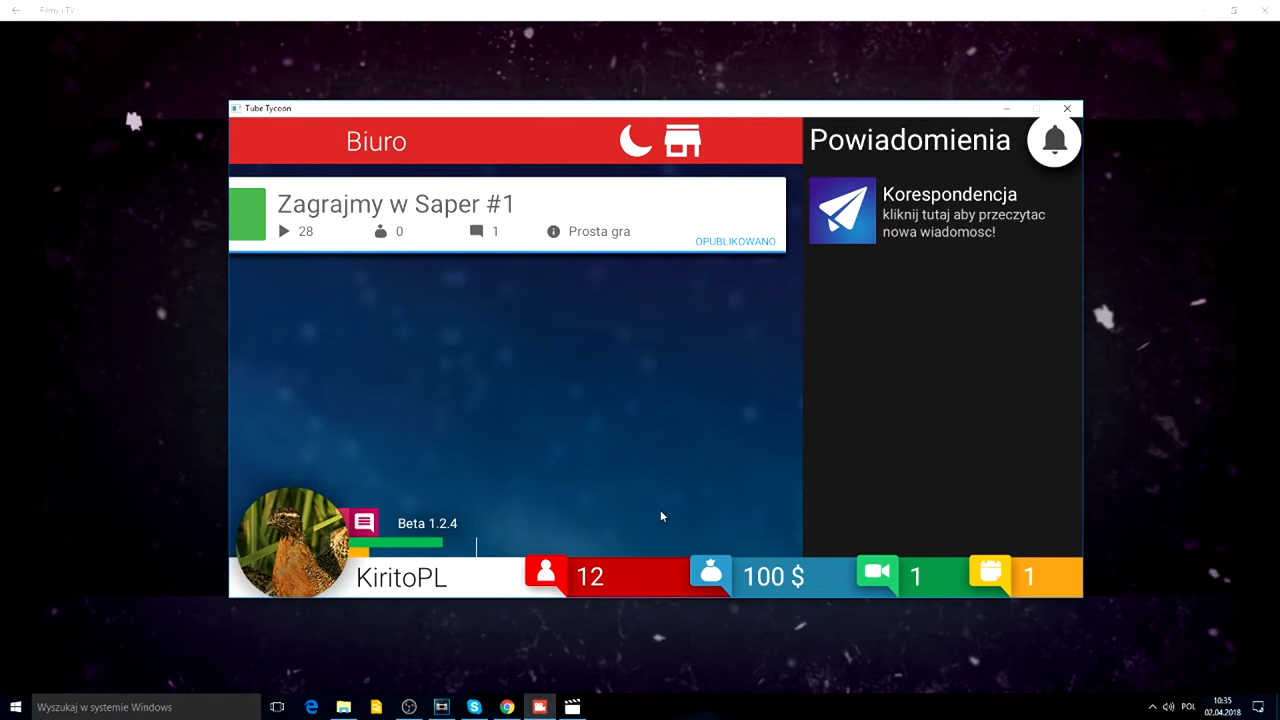 Filmy i TV
Tube Tycoon
Biuro
Powiadomienia
Zagrajmy w Saper #1
28
0
1
Prosta gra
OPUBLIKOWANO
Korespondencja
kliknij tutaj aby przeczytac
nowa wiadomosc!
Beta 1.2.4
KiritoPL
12
100 $
1
1
Wyszukaj w systemie Windows
POL
10:35
02.04.2018